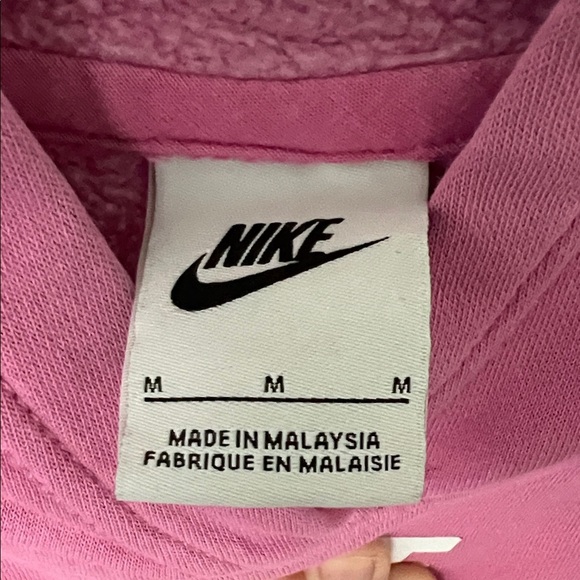 NIKE
M M M
MADE IN MALAYSIA
FABRIQUE EN MALAISIE